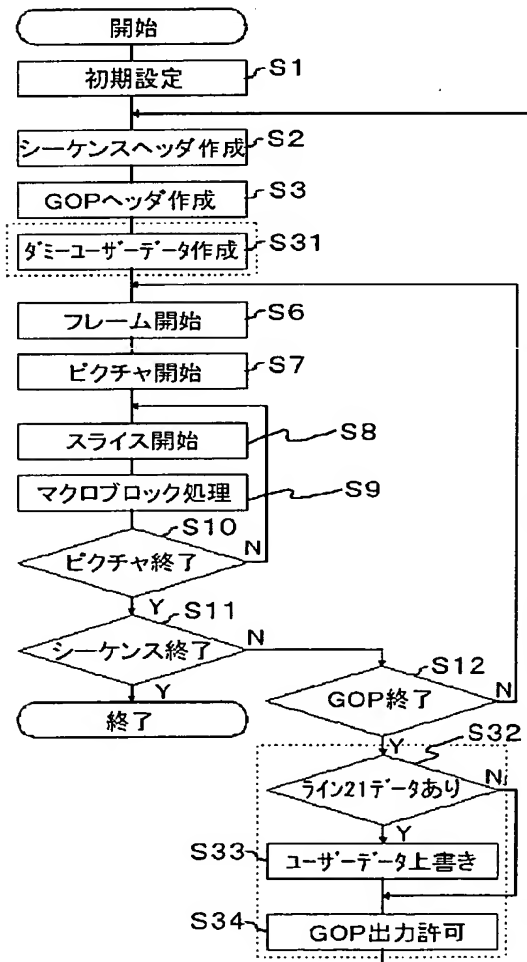 開始
初期設定 S1
シーケンスヘッダ作成 S2
GOPヘッダ作成 S3
ダミーユーザーデータ作成 S31
フレーム開始 S6
ピクチャ開始 S7
スライス開始 S8
マクロブロック処理 S9
S10
ピクチャ終了 N
Y S11
シーケンス終了 N
Y
終了
S12
GOP終了 N
Y S32
ライン21データあり N
Y
S33 ユーザーデータ上書き
S34 GOP出力許可